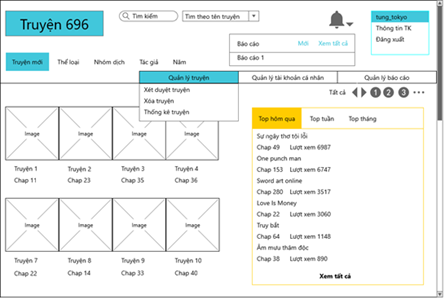 Truyện 696
Tìm kiếm
Tìm theo tên truyện
tung_tokyo
Thông tin TK
Đăng xuất
Báo cáo Mới Xem tất cả
Báo cáo 1
Truyện mới Thể loại Nhóm dịch Tác giả Năm
Quản lý truyện Quản lý tài khoản cá nhân Quản lý báo cáo
Xét duyệt truyện
Xóa truyện
Thống kê truyện
Tất cả 1 2 3
Image Image Image Image
Truyện 1 Truyện 2 Truyện 3 Truyện 4
Chap 11 Chap 23 Chap 35 Chap 36
Image Image Image Image
Truyện 7 Truyện 8 Truyện 9 Truyện 10
Chap 22 Chap 14 Chap 33 Chap 40
Top hôm qua Top tuần Top tháng
Sư ngây thơ tội lỗi
Chap 49 Lượt xem 6987
One punch man
Chap 153 Lượt xem 6747
Sword art online
Chap 280 Lượt xem 3517
Love Is Money
Chap 22 Lượt xem 3060
Truy bắt
Chap 64 Lượt xem 1148
Âm mưu thâm độc
Chap 38 Lượt xem 890
Xem tất cả